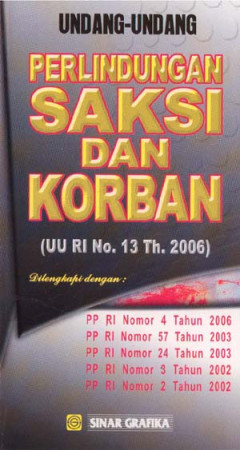 UNDANG-UNDANG
PERLINDUNGAN
SAKSI
DAN
KORBAN
(UU RI No. 13 Th. 2006)
Dilengkapi dengan :
PP RI Nomor 4 Tahun 2006
PP RI Nomor 57 Tahun 2003
PP RI Nomor 24 Tahun 2003
PP RI Nomor 3 Tahun 2002
PP RI Nomor 2 Tahun 2002
SINAR GRAFIKA